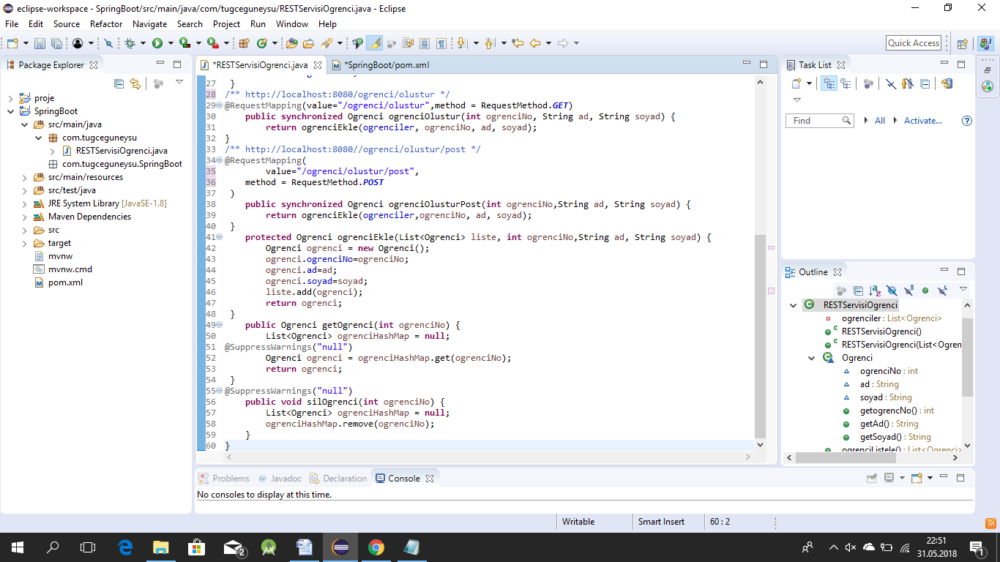 eclipse-workspace - SpringBoot/src/main/java/com/tugceguneysu/RESTServisiOgrenci.java - Eclipse
File Edit Source Refactor Navigate Search Project Run Window Help
Quick Access
Package Explorer
proje
SpringBoot
src/main/java
com.tugceguneysu
RESTServisiOgrenci.java
com.tugceguneysu.SpringBoot
src/main/resources
src/test/java
JRE System Library [JavaSE-1.8]
Maven Dependencies
src
target
mvnw
mvnw.cmd
pom.xml
*RESTServisiOgrenci.java *SpringBoot/pom.xml
27 }
28 /** http://localhost:8080/ogrenci/olustur */
29 @RequestMapping(value="/ogrenci/olustur",method = RequestMethod.GET)
30 public synchronized Ogrenci ogrenciOlustur(int ogrenciNo, String ad, String soyad) {
31 return ogrenciEkle(ogrenciler, ogrenciNo, ad, soyad);
32 }
33 /** http://localhost:8080//ogrenci/olustur/post */
34 @RequestMapping(
35 value="/ogrenci/olustur/post",
36 method = RequestMethod.POST
37 )
38 public synchronized Ogrenci ogrenciOlusturPost(int ogrenciNo,String ad, String soyad) {
39 return ogrenciEkle(ogrenciler,ogrenciNo, ad, soyad);
40 }
41 protected Ogrenci ogrenciEkle(List<Ogrenci> liste, int ogrenciNo,String ad, String soyad) {
42 Ogrenci ogrenci = new Ogrenci();
43 ogrenci.ogrenciNo=ogrenciNo;
44 ogrenci.ad=ad;
45 ogrenci.soyad=soyad;
46 liste.add(ogrenci);
47 return ogrenci;
48 }
49 public Ogrenci getOgrenci(int ogrenciNo) {
50 List<Ogrenci> ogrenciHashMap = null;
51 @SuppressWarnings("null")
52 Ogrenci ogrenci = ogrenciHashMap.get(ogrenciNo);
53 return ogrenci;
54 }
55 @SuppressWarnings("null")
56 public void silOgrenci(int ogrenciNo) {
57 List<Ogrenci> ogrenciHashMap = null;
58 ogrenciHashMap.remove(ogrenciNo);
59 }
60 }
Task List
Find All Activate...
Outline
RESTServisiOgrenci
ogrenciler : List<Ogrenci>
RESTServisiOgrenci()
RESTServisiOgrenci(List<Ogren
Ogrenci
ogrenciNo : int
ad : String
soyad : String
getogrencNo() : int
getAd() : String
getSoyad() : String
ogrenciListele() : List<Ogrenci>
Problems @ Javadoc Declaration Console
No consoles to display at this time.
Writable Smart Insert 60 : 2
2
22:51
31.05.2018
1